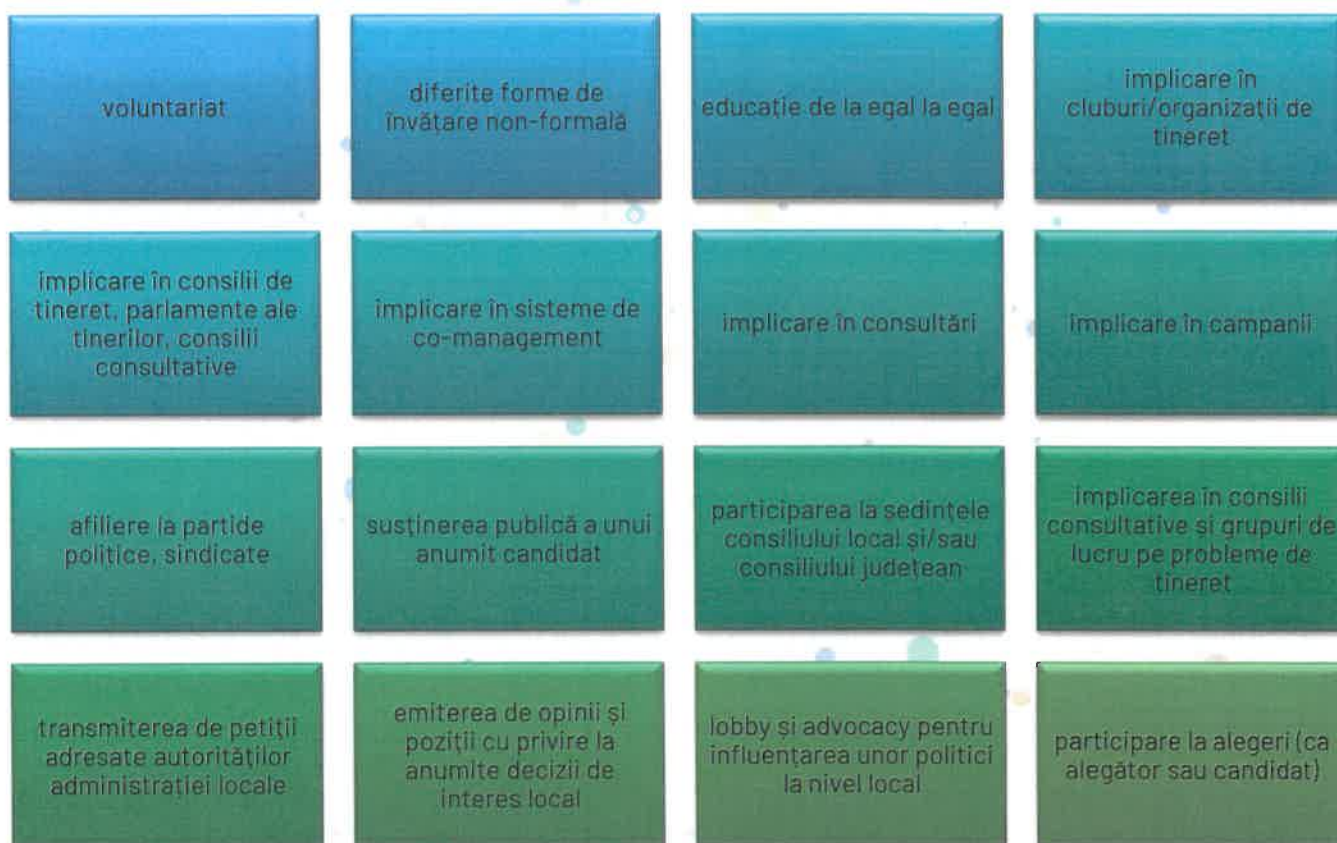 voluntariat
diferite forme de
învățare non-formală
educație de la egal la egal
implicare în
cluburi/organizații de
tineret
implicare în consilii de
tineret, parlamente ale
tinerilor, consilii
consultative
implicare în sisteme de
co-management
implicare în consultări
implicare în campanii
afiliere la partide
politice, sindicate
susținerea publică a unui
anumit candidat
participarea la ședințele
consiliului local și/sau
consiliului județean
implicarea în consilii
consultative și grupuri de
lucru pe probleme de
tineret
transmiterea de petiții
adresate autorităților
administrației locale
emiterea de opinii și
poziții cu privire la
anumite decizii de
interes local
lobby și advocacy pentru
influențarea unor politici
la nivel local
participare la alegeri (ca
alegător sau candidat)